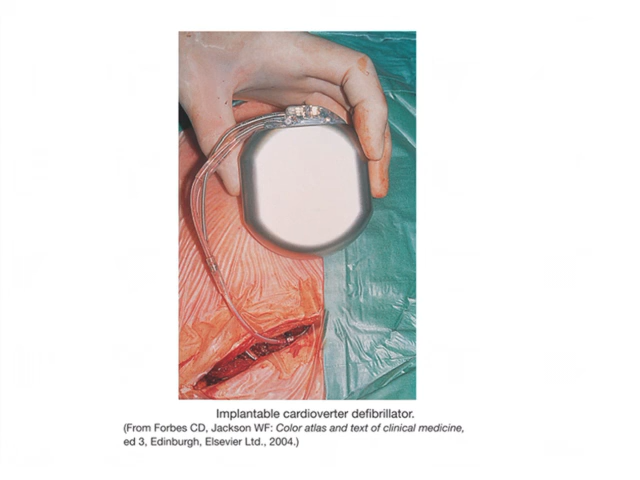 Implantable cardioverter defibrillator.
(From Forbes CD, Jackson WF: Color atlas and text of clinical medicine,
ed 3, Edinburgh, Elsevier Ltd., 2004.)